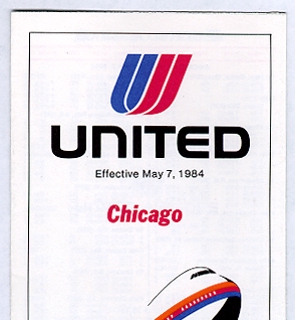 UNITED
Effective May 7, 1984
Chicago